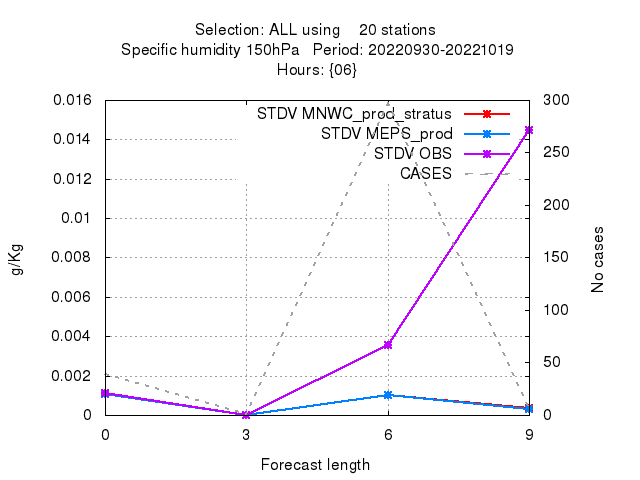 Selection: ALL using 20 stations
Specific humidity 150hPa Period: 20220930-20221019
Hours: {06}
STDV MNWC_prod_stratus
STDV MEPS_prod
STDV OBS
CASES
0.016
0.014
0.012
0.01
0.008
0.006
0.004
0.002
0
g/Kg
300
250
200
150
100
50
0
No cases
0 3 6 9
Forecast length